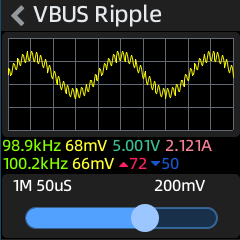 VBUS Ripple
98.9kHz 68mV 5.001V 2.121A
100.2kHz 66mV ▲72 ▼50
1M 50uS 200mV